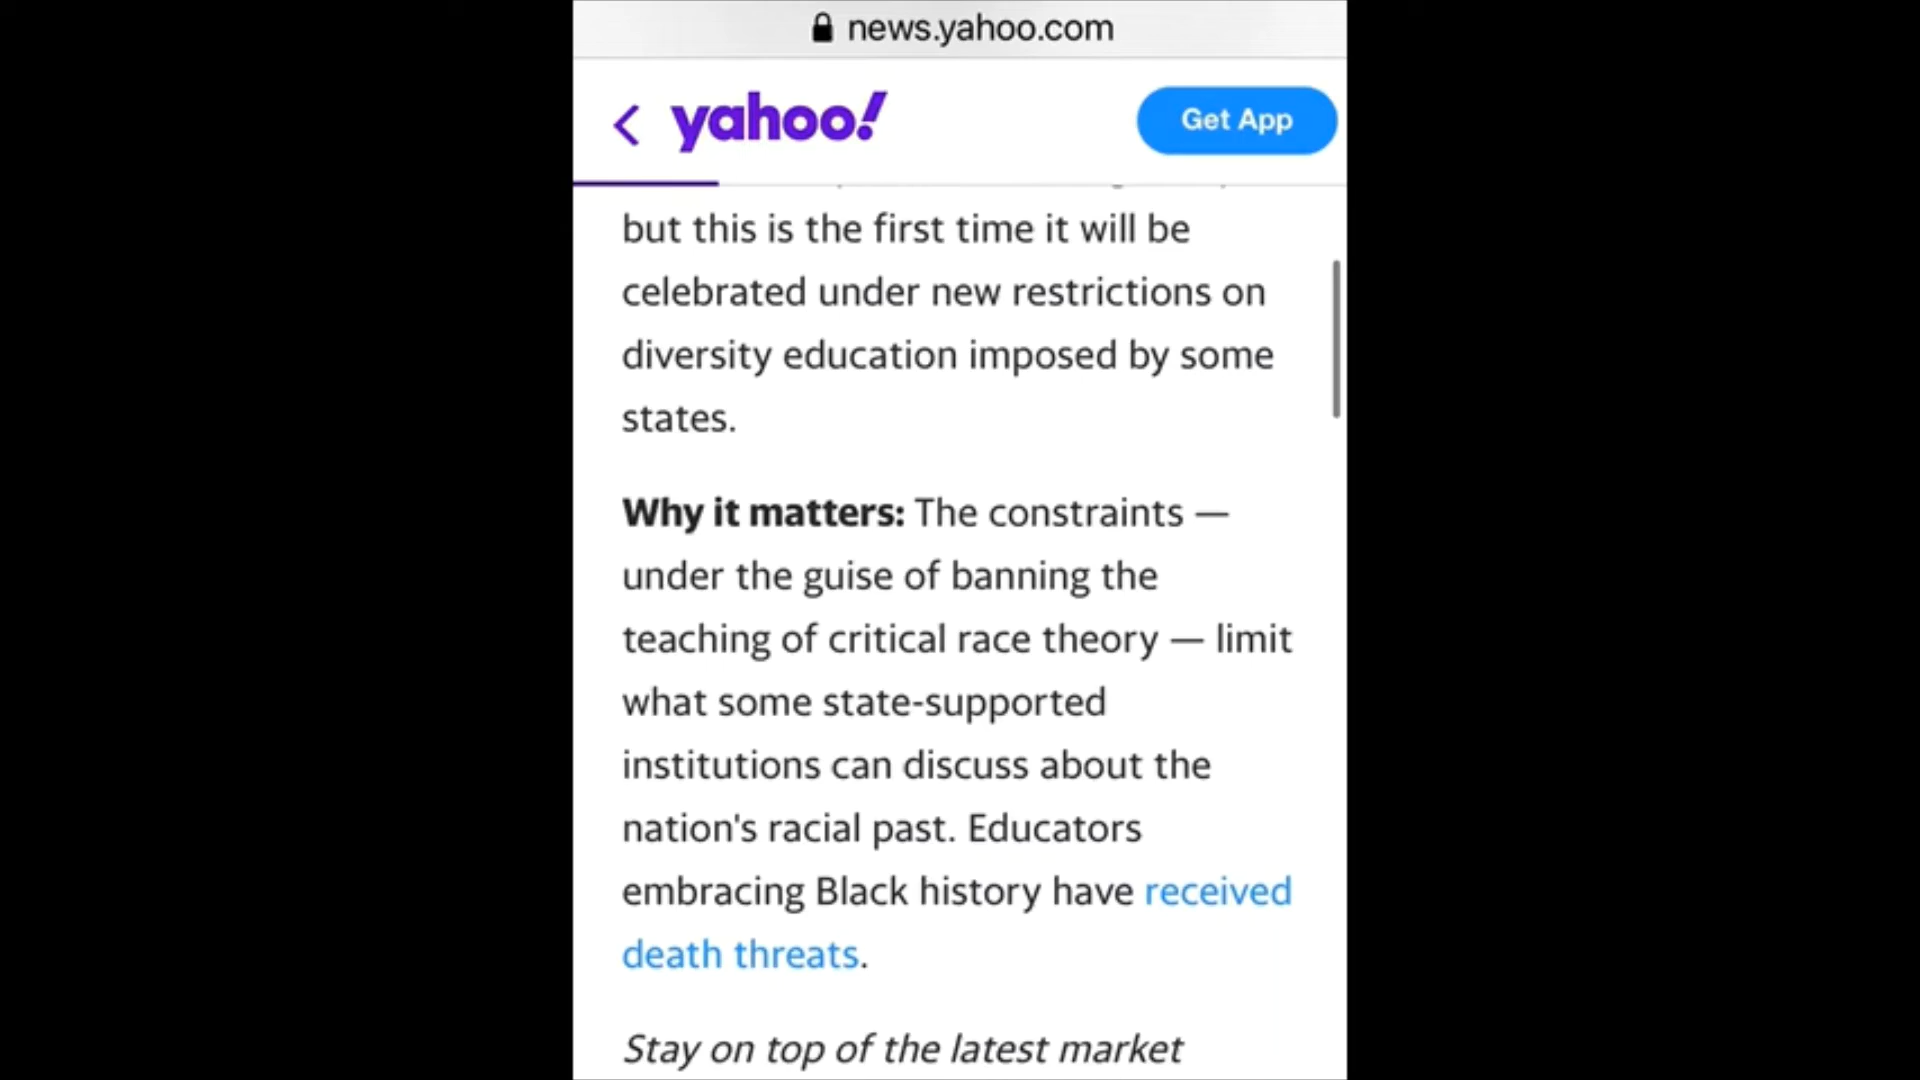 news.yahoo.com
yahoo!
Get App
but this is the first time it will be
celebrated under new restrictions on
diversity education imposed by some
states.
Why it matters: The constraints —
under the guise of banning the
teaching of critical race theory — limit
what some state-supported
institutions can discuss about the
nation's racial past. Educators
embracing Black history have received
death threats.
Stay on top of the latest market